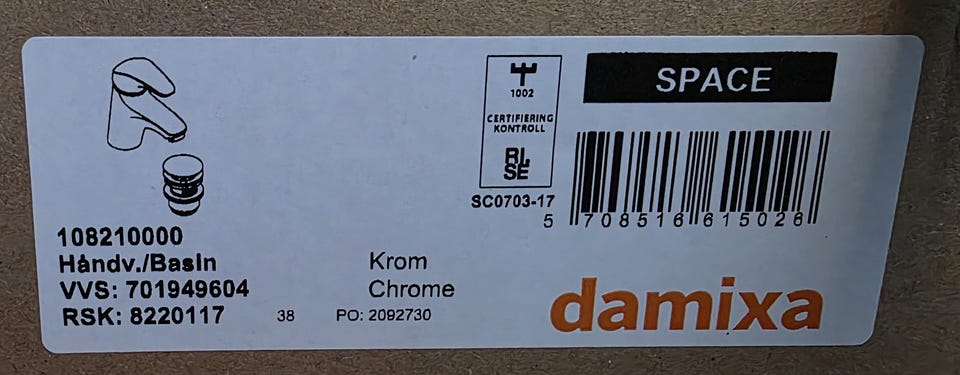 108210000
Håndv./Basin
VVS: 701949604
RSK: 8220117
38
PO: 2092730
Krom
Chrome
1002
CERTIFIERING
KONTROLL
RI.
SE
SC0703-17
SPACE
5 708516 615026
damixa